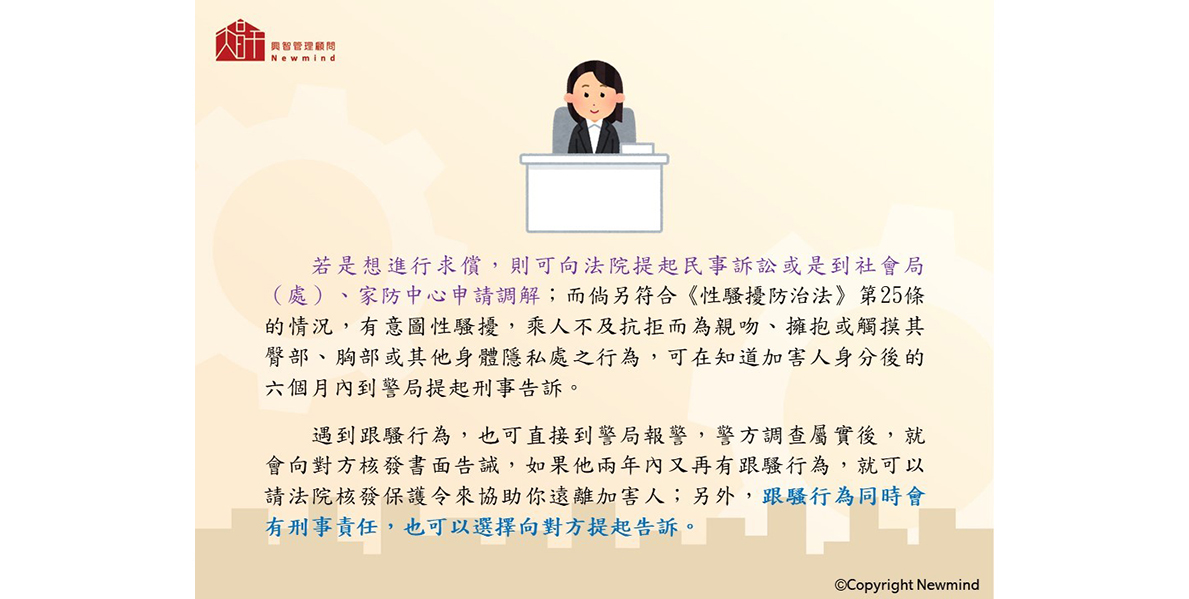 興智管理顧問
Newmind
若是想進行求償，則可向法院提起民事訴訟或是到社會局
（處）、家防中心申請調解；而倘另符合《性騷擾防治法》第25條
的情況，有意圖性騷擾，乘人不及抗拒而為親吻、擁抱或觸摸其
臀部、胸部或其他身體隱私處之行為，可在知道加害人身分後的
六個月內到警局提起刑事告訴。
遇到跟騷行為，也可直接到警局報警，警方調查屬實後，就
會向對方核發書面告誡，如果他兩年內又再有跟騷行為，就可以
請法院核發保護令來協助你遠離加害人；另外，跟騷行為同時會
有刑事責任，也可以選擇向對方提起告訴。
©Copyright Newmind